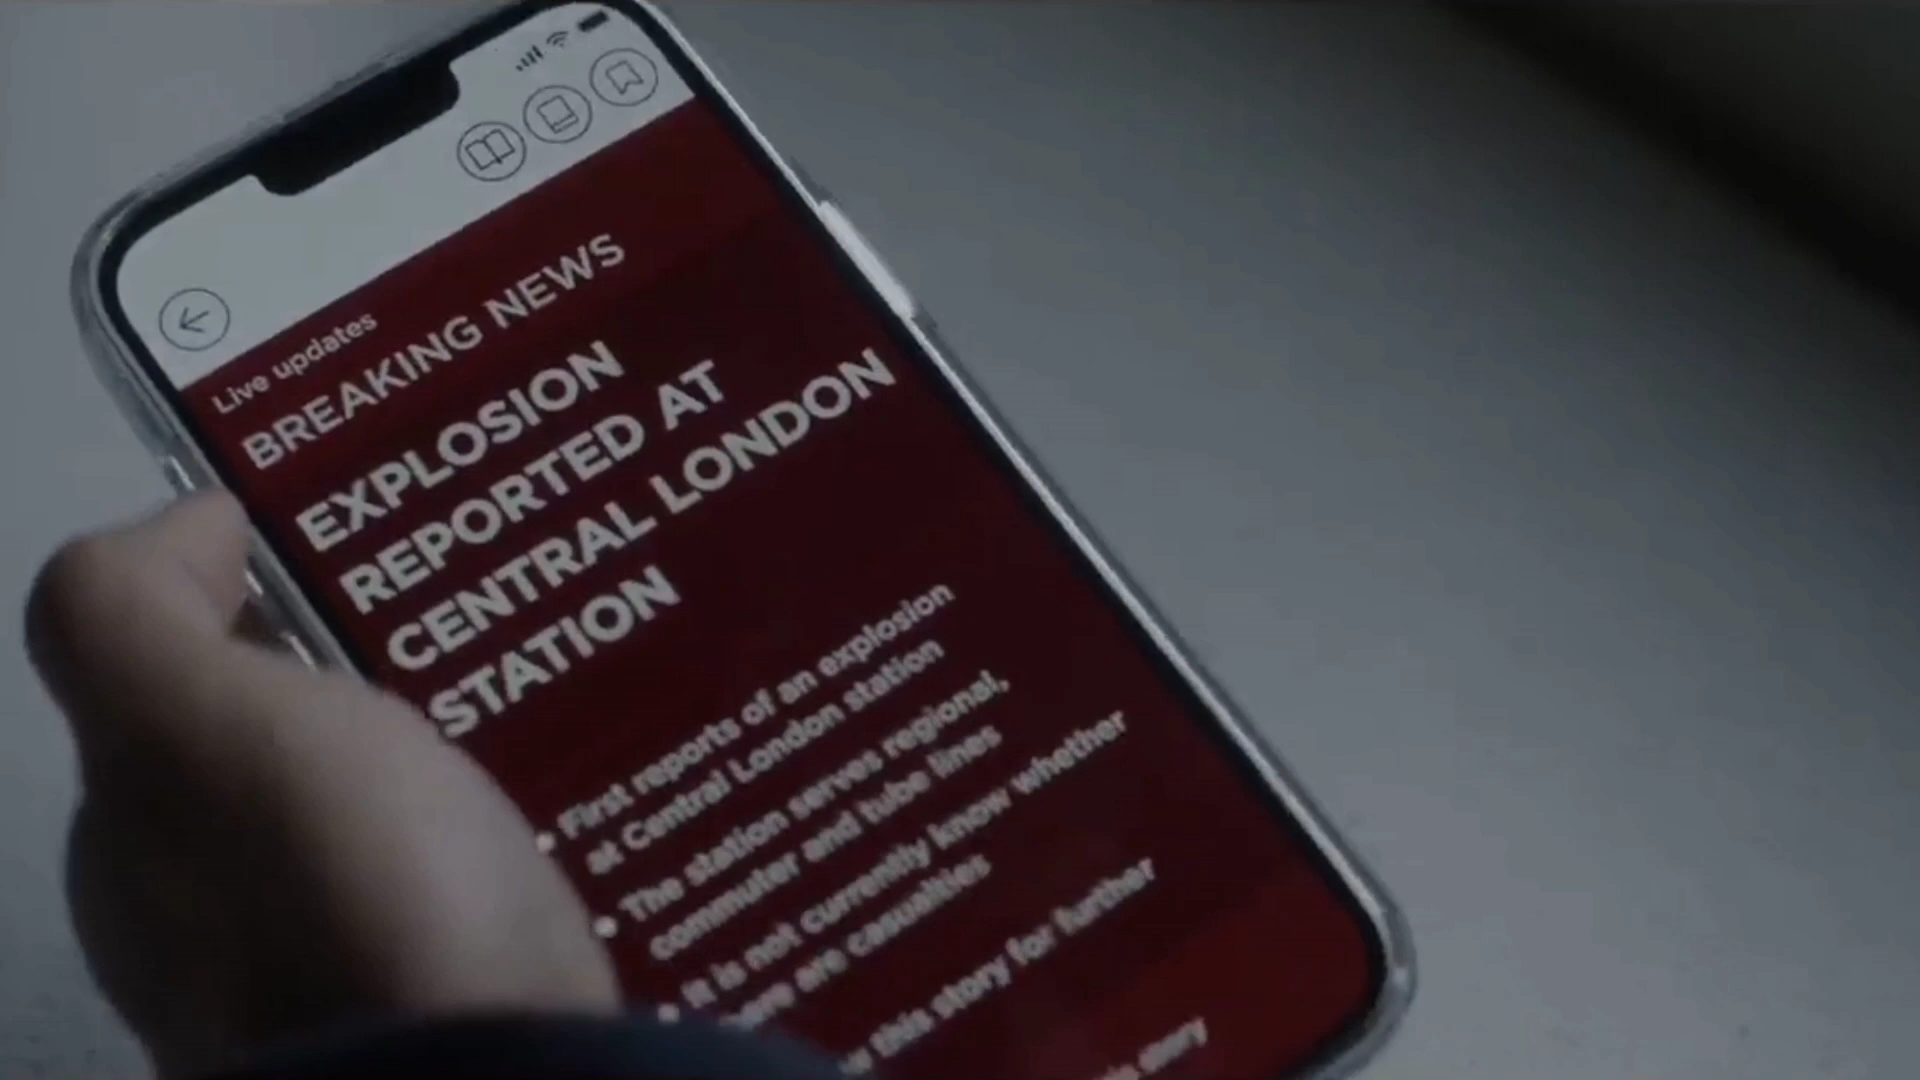 Live updates
BREAKING NEWS
EXPLOSION
REPORTED AT
CENTRAL LONDON
STATION
First reports of an explosion
at Central London station
The station serves regional,
commuter and tube lines
It is not currently know whether
are casualties
this story for further
story